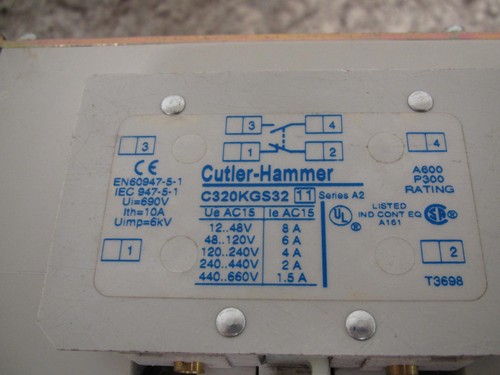 3 4
1 2
3
CE
EN60947-5-1
IEC 947-5-1
Ui=690V
Ith=10A
Uimp=6kV
1
Cutler-Hammer
C320KGS32 11 Series A2
Ue AC15 Ie AC15
12..48V 8 A
48..120V 6 A
120..240V 4 A
240..440V 2 A
440..660V 1.5 A
4
A600
P300
RATING
UL LISTED
IND CONT EQ
A161
SA
2
T3698